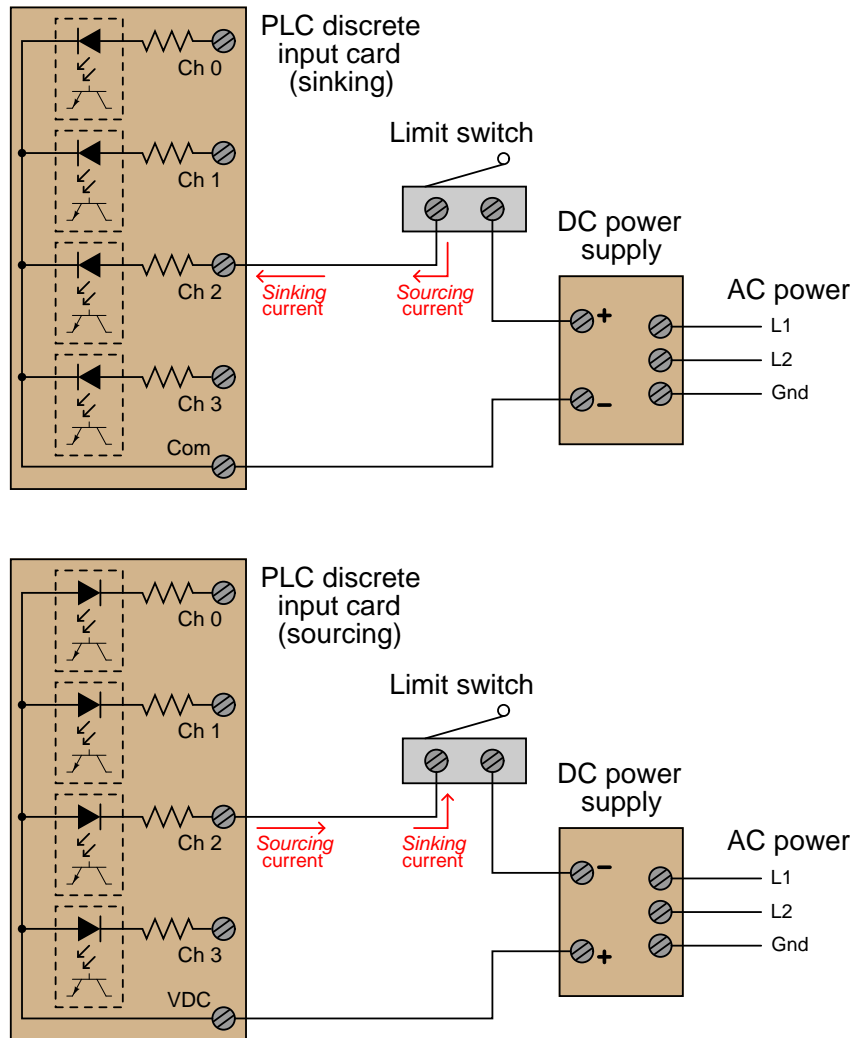 PLC discrete
input card
(sinking)
Ch 0
Ch 1
Limit switch
Ch 2
Sinking
current
Sourcing
current
DC power
supply
+
-
AC power
L1
L2
Gnd
Ch 3
Com
PLC discrete
input card
(sourcing)
Ch 0
Ch 1
Limit switch
Ch 2
Sourcing
current
Sinking
current
DC power
supply
-
+
AC power
L1
L2
Gnd
Ch 3
VDC